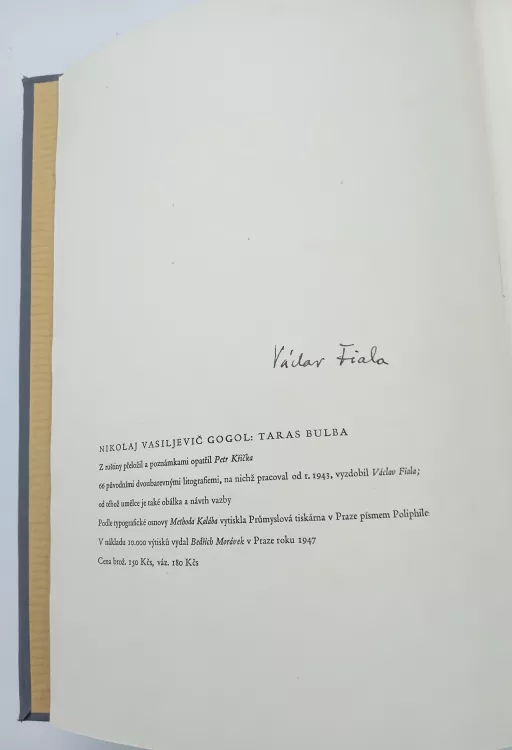 Václav Fiala
NIKOLAJ VASILJEVIČ GOGOL: TARAS BULBA
Z ruštiny přeložil a poznámkami opatřil Petr Křička
66 původními dvoubarevnými litografiemi, na nichž pracoval od r. 1943, vyzdobil Václav Fiala;
od téhož umělce je také obálka a návrh vazby
Podle typografické osnovy Methoda Kalába vytiskla Průmyslová tiskárna v Praze písmem Poliphile
V nákladu 10.000 výtisků vydal Bedřich Morávek v Praze roku 1947
Cena brož. 150 Kčs, váz. 180 Kčs